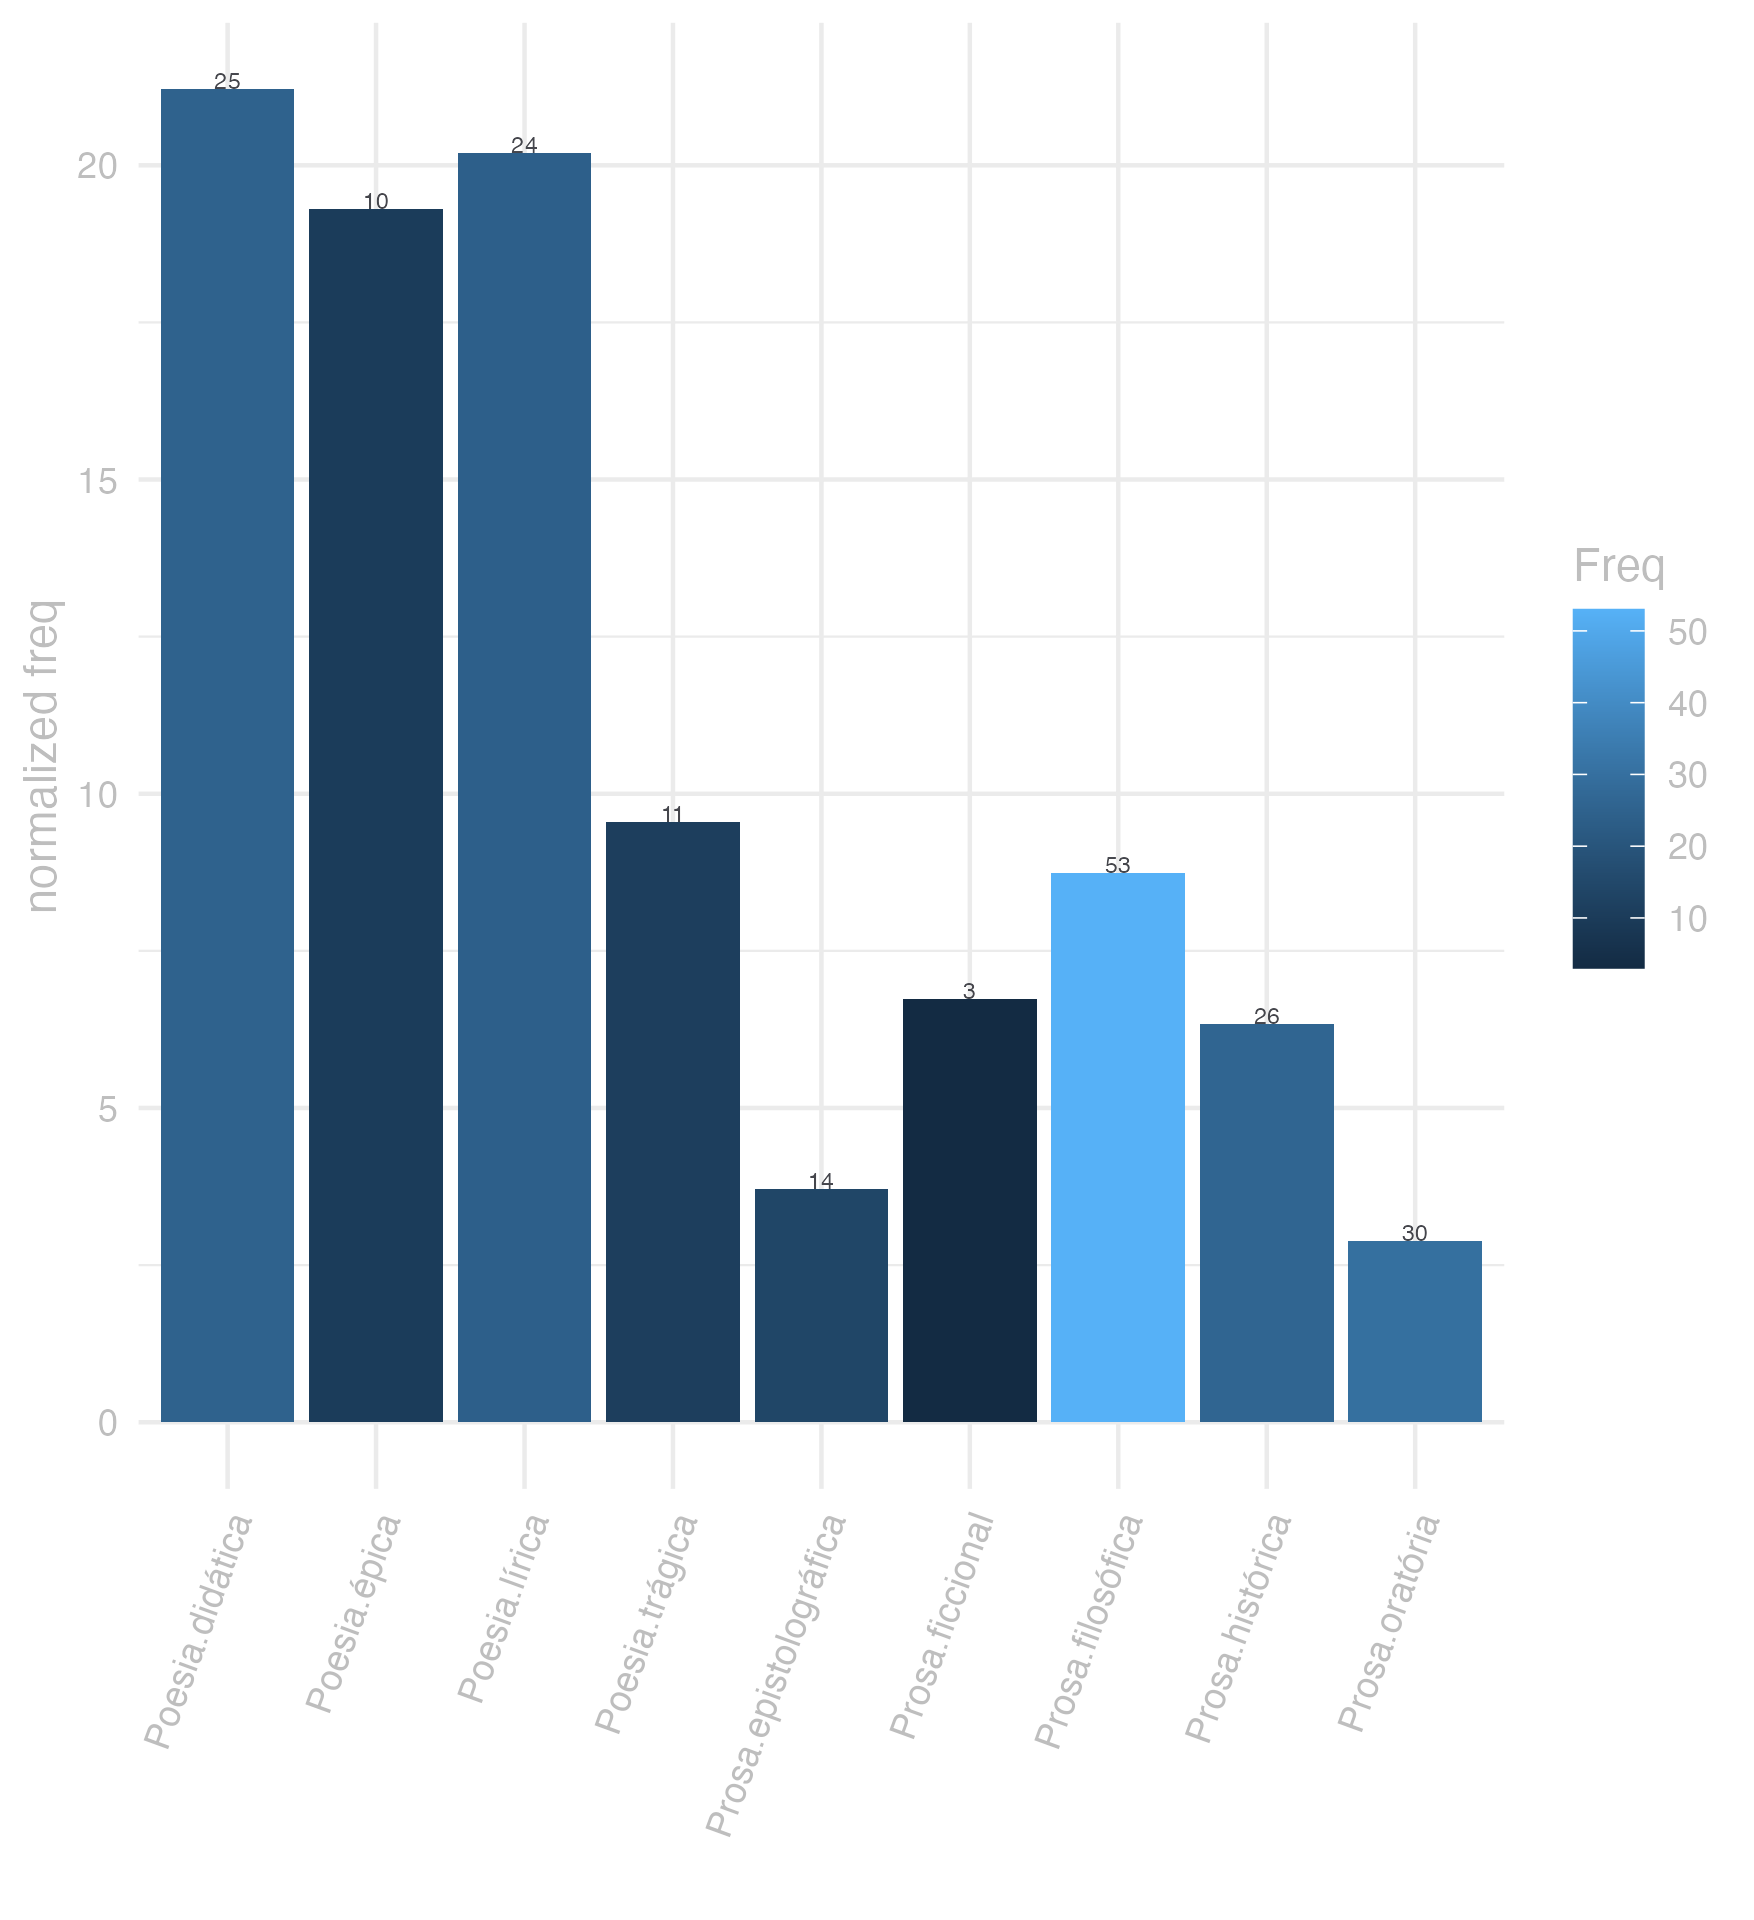 normalized freq
20
15
10
5
0
25
10
24
11
14
3
53
26
30
Poesia.didática
Poesia.épica
Poesia.lírica
Poesia.trágica
Prosa.epistolográfica
Prosa.ficcional
Prosa.filosófica
Prosa.histórica
Prosa.oratória
Freq
50
40
30
20
10